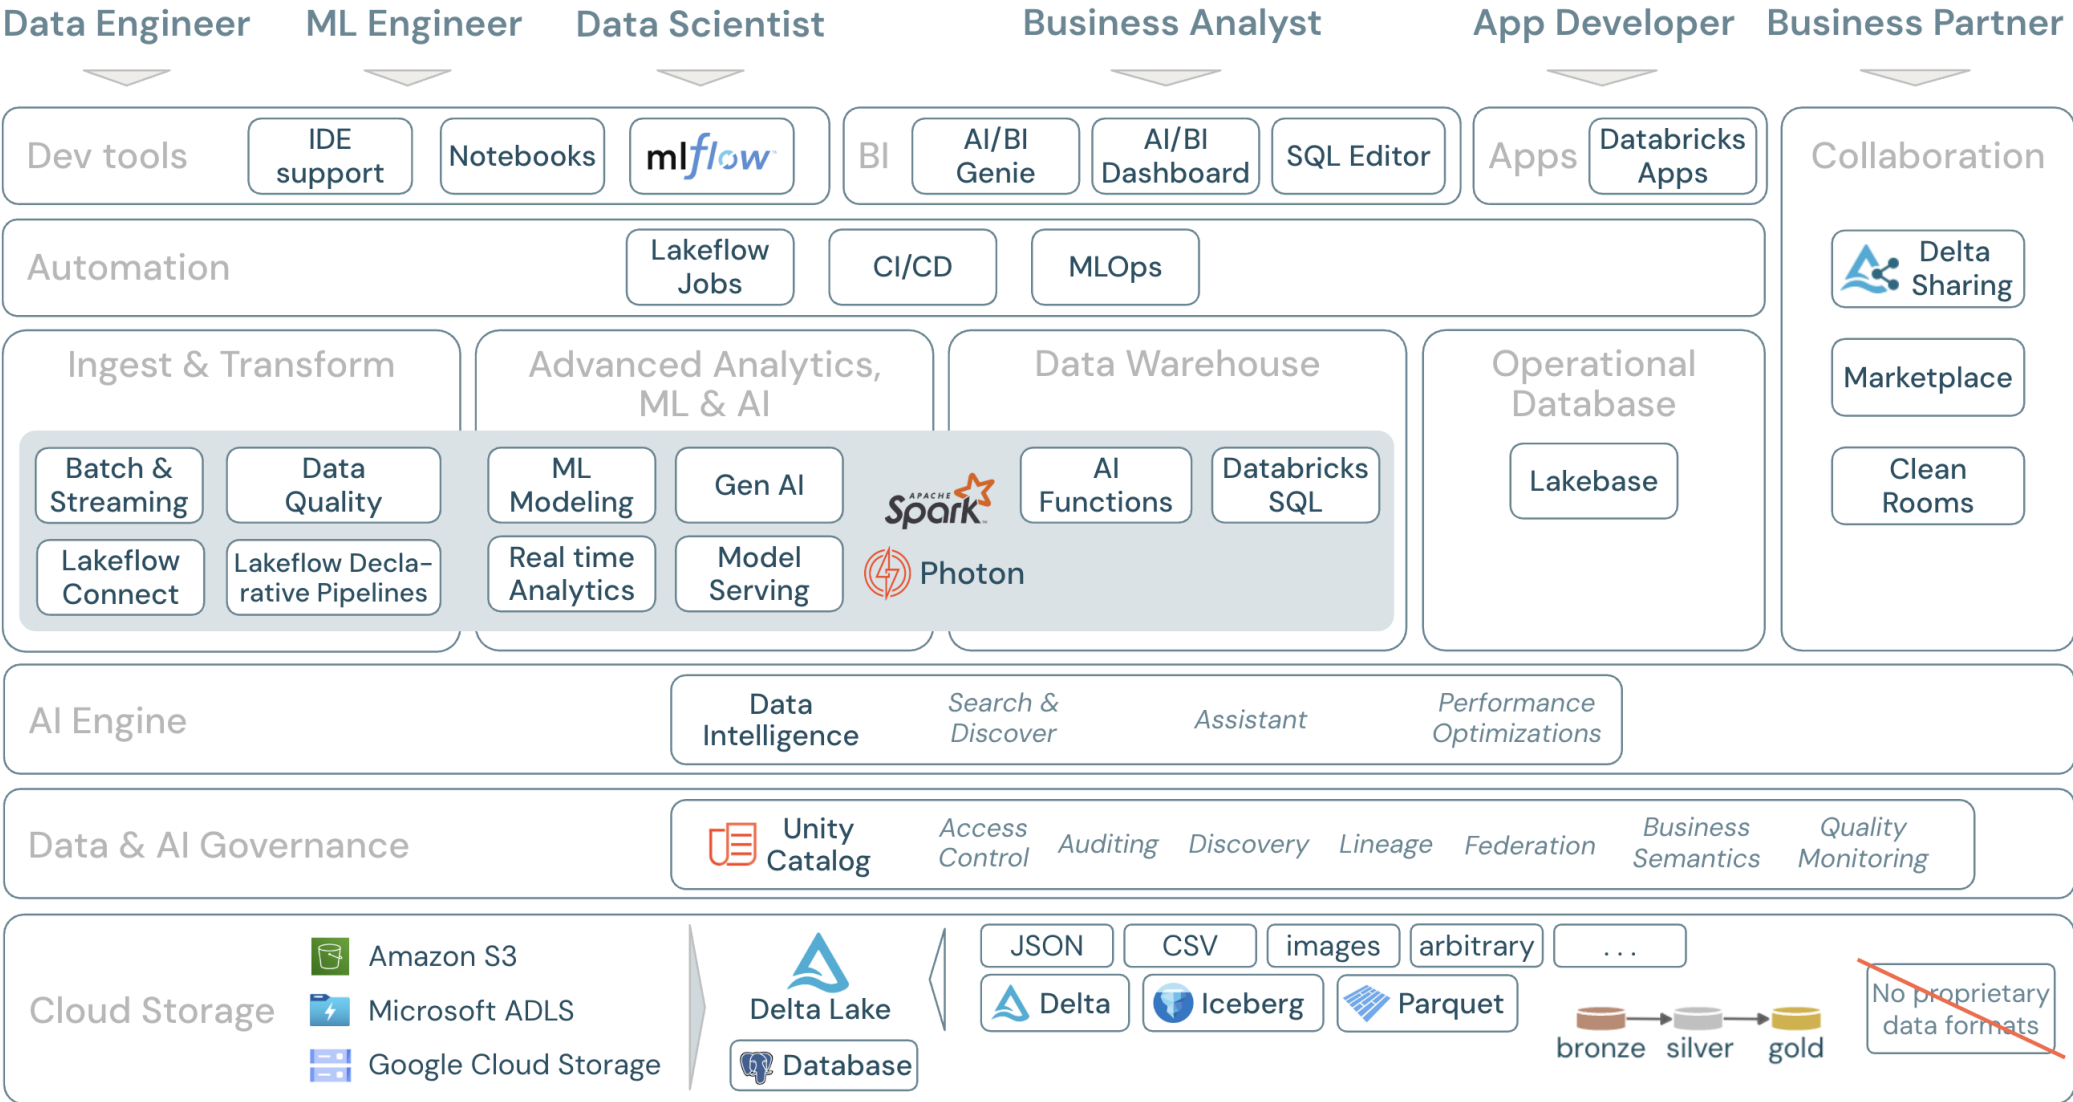 Data Engineer
ML Engineer
Data Scientist
Business Analyst
App Developer
Business Partner
Dev tools
IDE
support
Notebooks
mlflow™
BI
AI/BI
Genie
AI/BI
Dashboard
SQL Editor
Apps
Databricks
Apps
Collaboration
Delta
Sharing
Marketplace
Clean
Rooms
Automation
Lakeflow
Jobs
CI/CD
MLOps
Ingest & Transform
Batch &
Streaming
Data
Quality
Lakeflow
Connect
Lakeflow Decla-
rative Pipelines
Advanced Analytics,
ML & AI
ML
Modeling
Gen AI
Real time
Analytics
Model
Serving
APACHE
Spark™
Photon
Data Warehouse
AI
Functions
Databricks
SQL
Operational
Database
Lakebase
AI Engine
Data
Intelligence
Search &
Discover
Assistant
Performance
Optimizations
Data & AI Governance
Unity
Catalog
Access
Control
Auditing
Discovery
Lineage
Federation
Business
Semantics
Quality
Monitoring
Cloud Storage
Amazon S3
Microsoft ADLS
Google Cloud Storage
Delta Lake
Database
JSON
CSV
images
arbitrary
...
Delta
Iceberg
Parquet
bronze
silver
gold
No proprietary
data formats